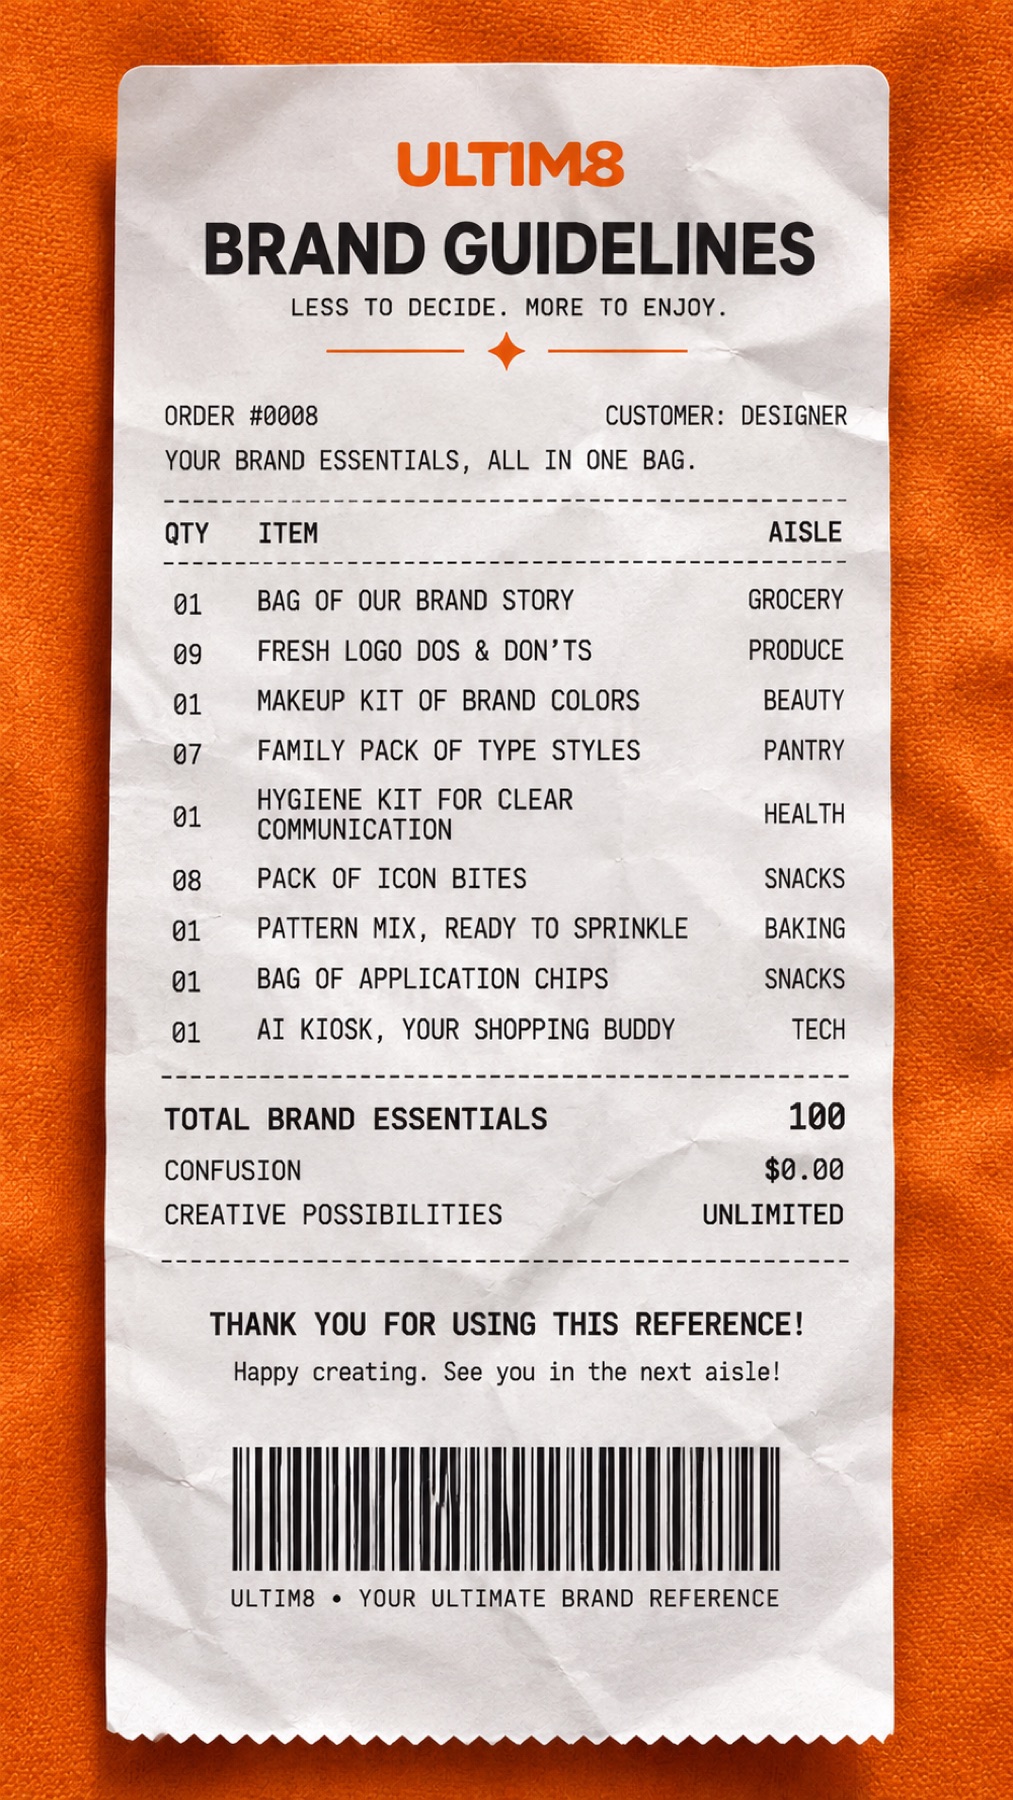 ULTIM8
BRAND GUIDELINES
LESS TO DECIDE. MORE TO ENJOY.
ORDER #0008 CUSTOMER: DESIGNER
YOUR BRAND ESSENTIALS, ALL IN ONE BAG.
QTY ITEM AISLE
01 BAG OF OUR BRAND STORY GROCERY
09 FRESH LOGO DOS & DON’TS PRODUCE
01 MAKEUP KIT OF BRAND COLORS BEAUTY
07 FAMILY PACK OF TYPE STYLES PANTRY
01 HYGIENE KIT FOR CLEAR HEALTH
COMMUNICATION
08 PACK OF ICON BITES SNACKS
01 PATTERN MIX, READY TO SPRINKLE BAKING
01 BAG OF APPLICATION CHIPS SNACKS
01 AI KIOSK, YOUR SHOPPING BUDDY TECH
TOTAL BRAND ESSENTIALS 100
CONFUSION $0.00
CREATIVE POSSIBILITIES UNLIMITED
THANK YOU FOR USING THIS REFERENCE!
Happy creating. See you in the next aisle!
ULTIM8 • YOUR ULTIMATE BRAND REFERENCE